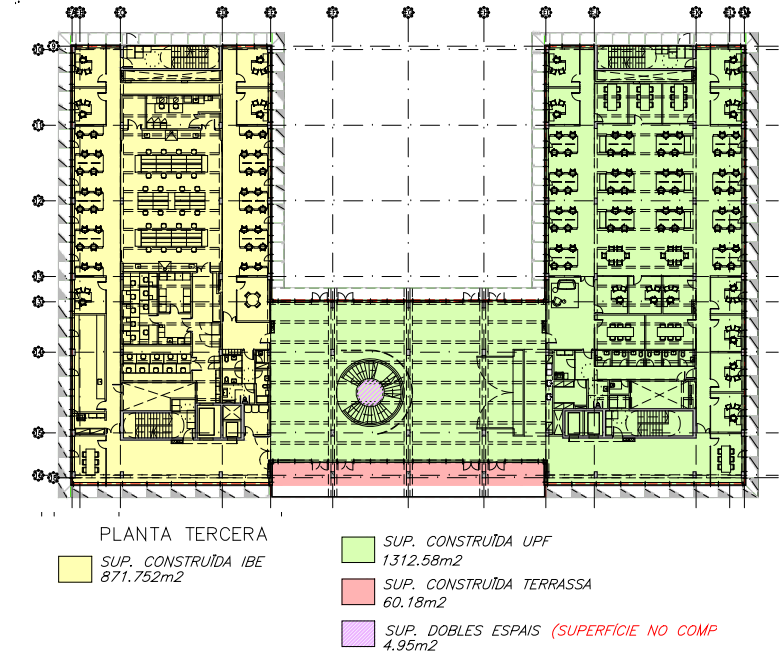 PLANTA TERCERA
SUP. CONSTRUÏDA IBE
871.752m2
SUP. CONSTRUÏDA UPF
1312.58m2
SUP. CONSTRUÏDA TERRASSA
60.18m2
SUP. DOBLES ESPAIS (SUPERFÍCIE NO COMP
4.95m2